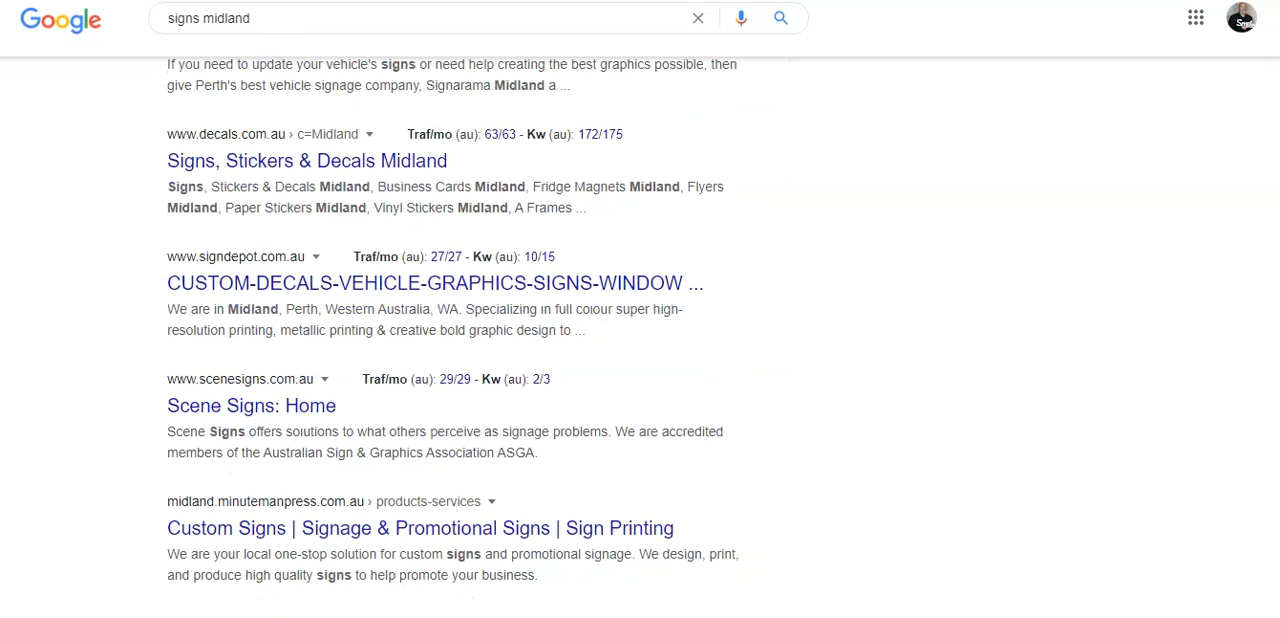 Google
signs midland
If you need to update your vehicle's signs or need help creating the best graphics possible, then
give Perth's best vehicle signage company, Signarama Midland a ...
www.decals.com.au › c=Midland Traf/mo (au): 63/63 - Kw (au): 172/175
Signs, Stickers & Decals Midland
Signs, Stickers & Decals Midland, Business Cards Midland, Fridge Magnets Midland, Flyers
Midland, Paper Stickers Midland, Vinyl Stickers Midland, A Frames ...
www.signdepot.com.au Traf/mo (au): 27/27 - Kw (au): 10/15
CUSTOM-DECALS-VEHICLE-GRAPHICS-SIGNS-WINDOW ...
We are in Midland, Perth, Western Australia, WA. Specializing in full colour super high-
resolution printing, metallic printing & creative bold graphic design to ...
www.scenesigns.com.au Traf/mo (au): 29/29 - Kw (au): 2/3
Scene Signs: Home
Scene Signs offers solutions to what others perceive as signage problems. We are accredited
members of the Australian Sign & Graphics Association ASGA.
midland.minutemanpress.com.au › products-services
Custom Signs | Signage & Promotional Signs | Sign Printing
We are your local one-stop solution for custom signs and promotional signage. We design, print,
and produce high quality signs to help promote your business.